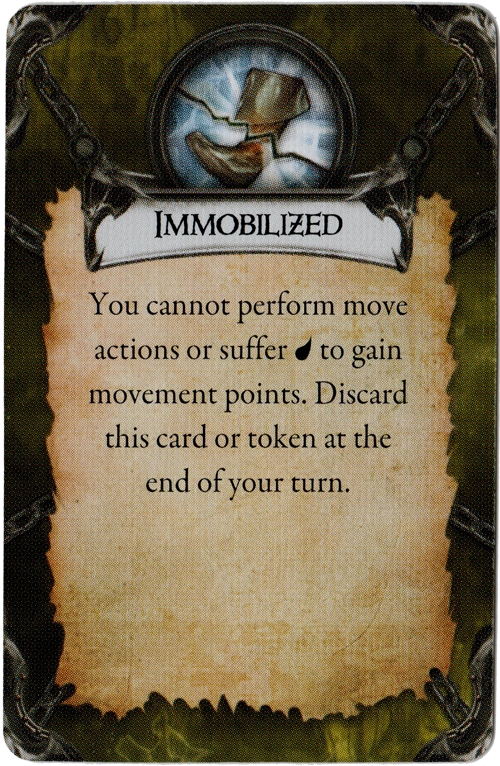 IMMOBILIZED
You cannot perform move
actions or suffer to gain
movement points. Discard
this card or token at the
end of your turn.